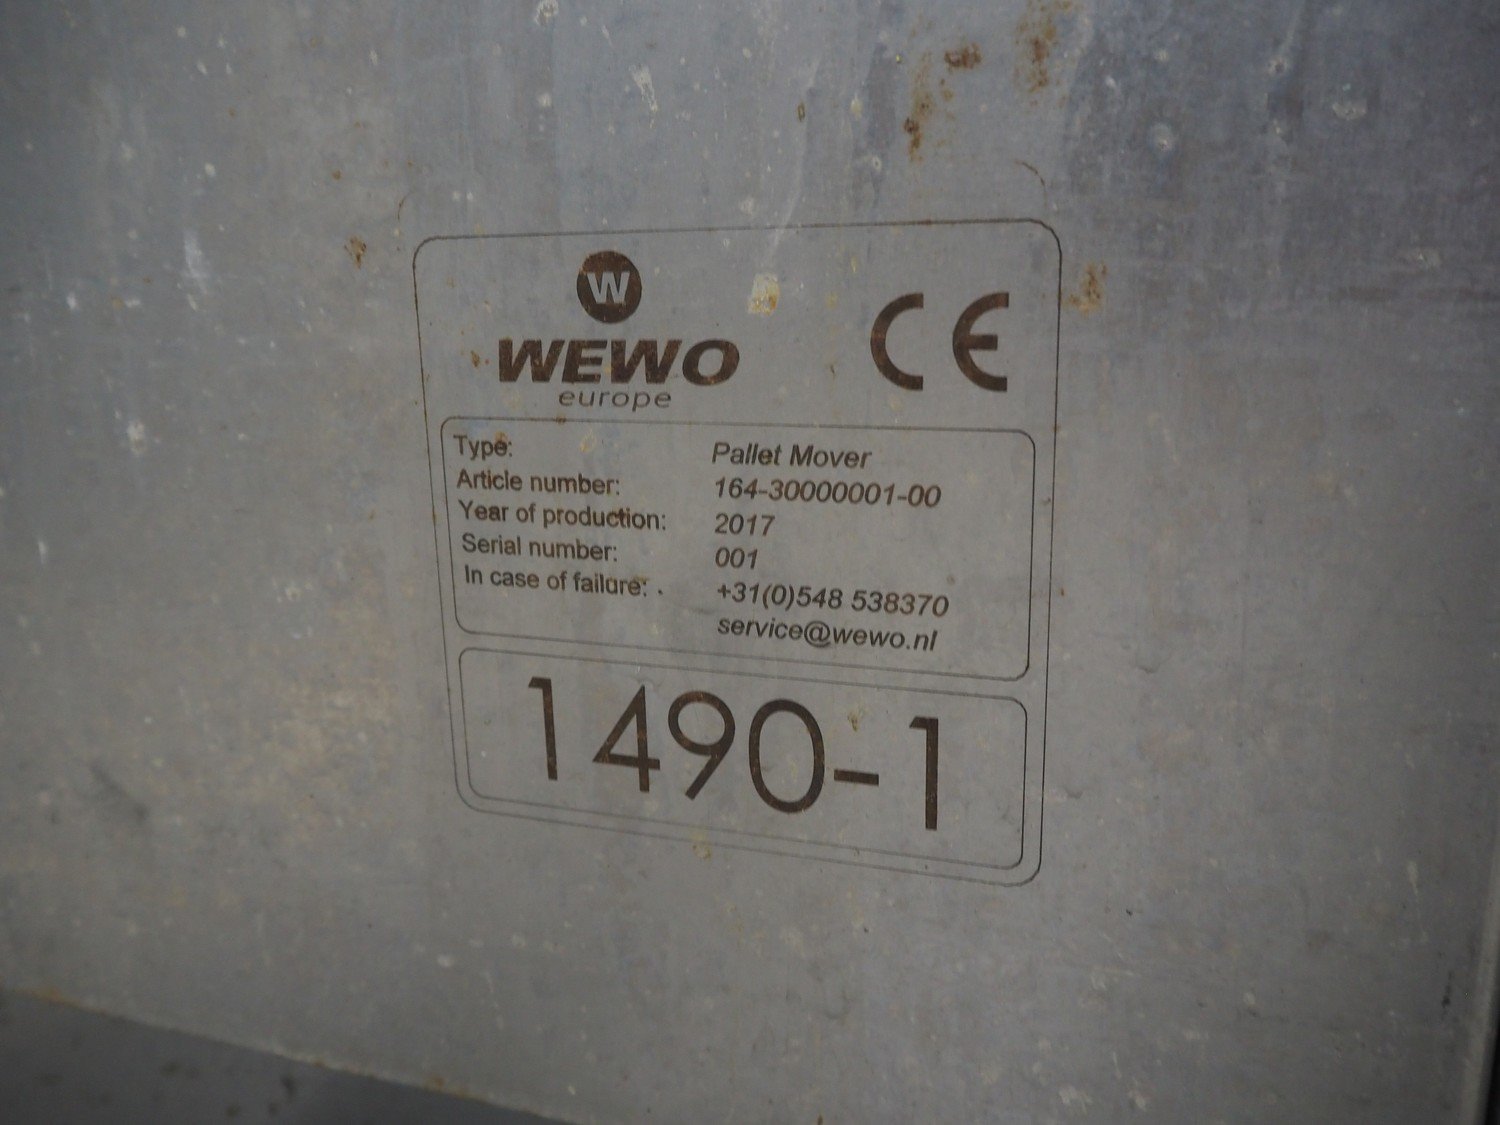 W
WEWO
europe
CE
Type: Pallet Mover
Article number: 164-30000001-00
Year of production: 2017
Serial number: 001
In case of failure: +31(0)548 538370
service@wewo.nl
1490-1